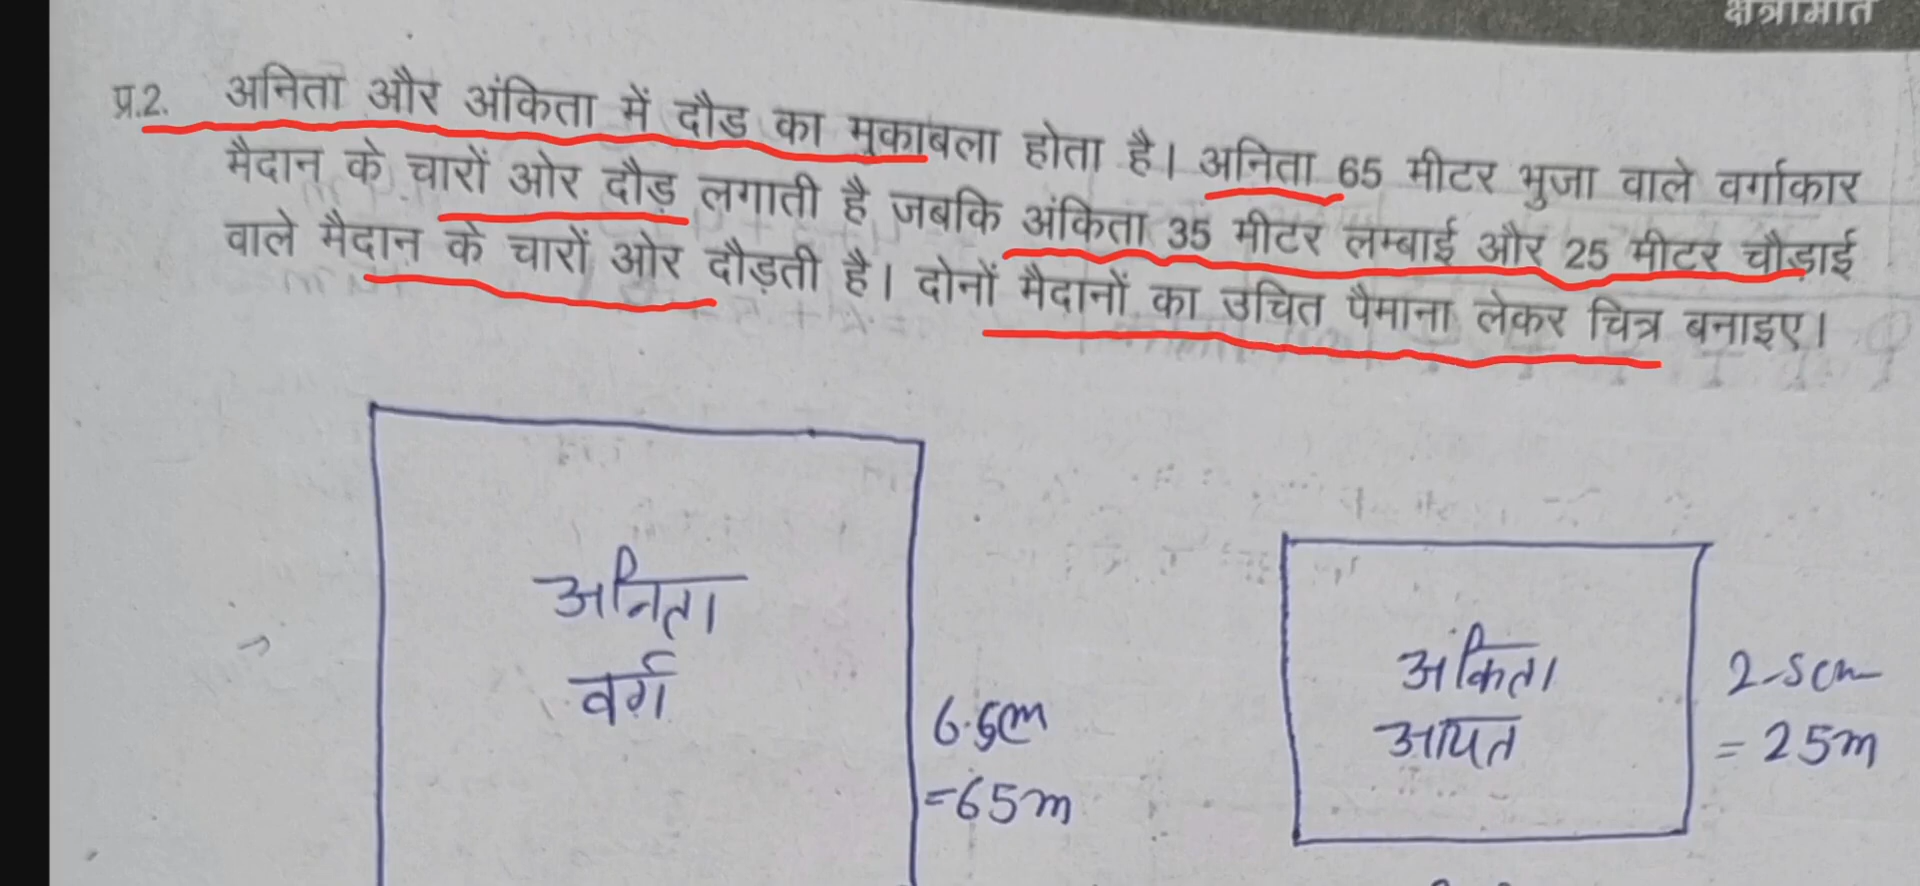 क्षेत्रमिति
प्र.2. अनिता और अंकिता में दौड का मुकाबला होता है। अनिता 65 मीटर भुजा वाले वर्गाकार
मैदान के चारों ओर दौड़ लगाती है जबकि अंकिता 35 मीटर लम्बाई और 25 मीटर चौड़ाई
वाले मैदान के चारों ओर दौड़ती है। दोनों मैदानों का उचित पैमाना लेकर चित्र बनाइए।
अनिता
वर्ग
6.5cm
=65m
अंकिता
आयत
2.5cm
= 25m